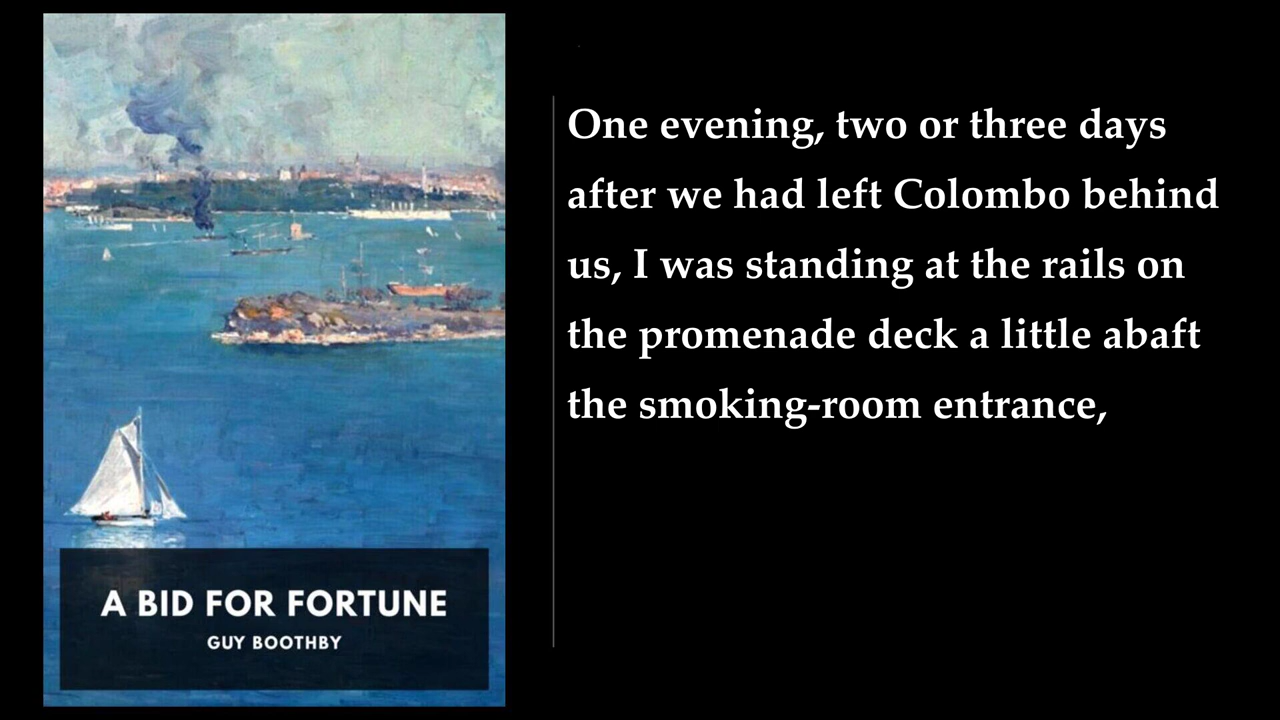 A BID FOR FORTUNE
GUY BOOTHBY
One evening, two or three days
after we had left Colombo behind
us, I was standing at the rails on
the promenade deck a little abaft
the smoking-room entrance,